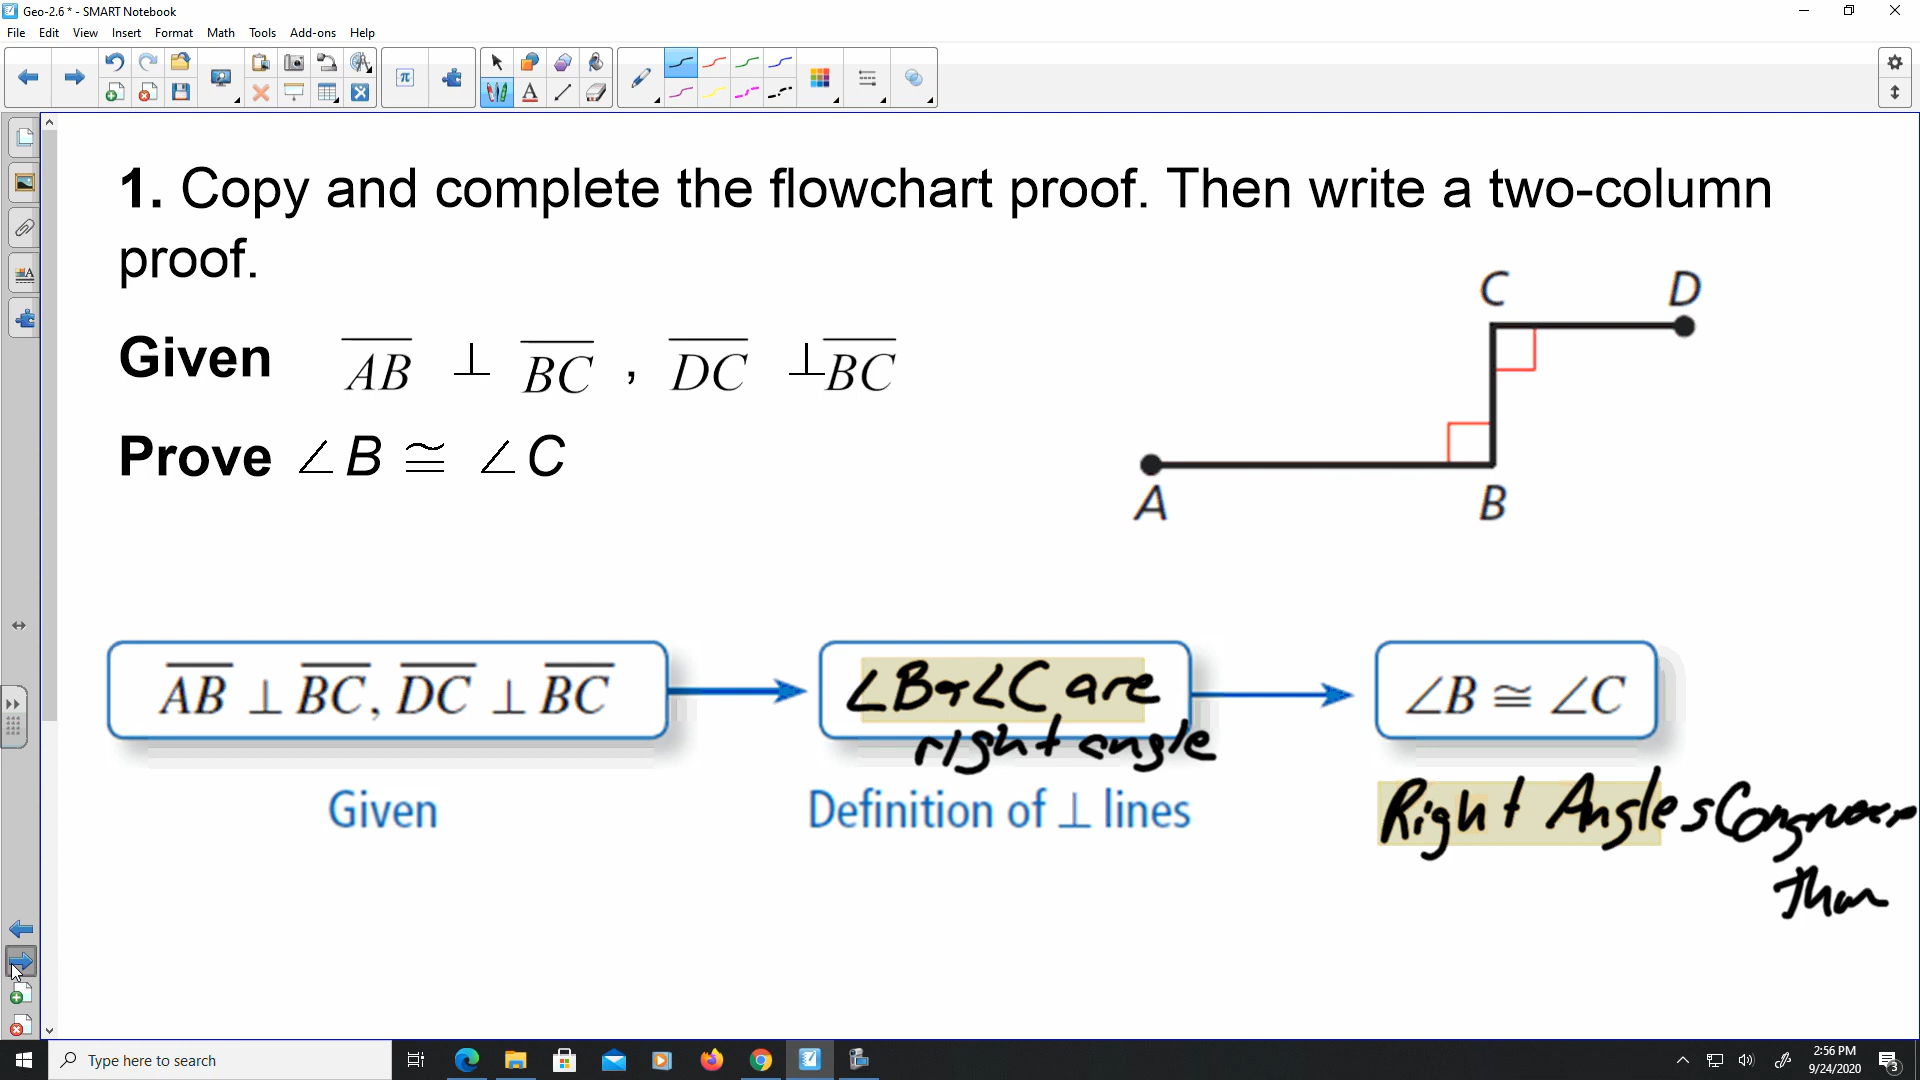 Geo-2.6 * - SMART Notebook
File Edit View Insert Format Math Tools Add-ons Help
1. Copy and complete the flowchart proof. Then write a two-column
proof.
C D
Given AB ⊥ BC , DC ⊥ BC
Prove ∠B ≅ ∠C
A B
AB ⊥ BC, DC ⊥ BC
∠B + ∠C are
right angle
∠B ≅ ∠C
Given
Definition of ⊥ lines
Right Angles
Type here to search
2:56 PM
9/24/2020
3